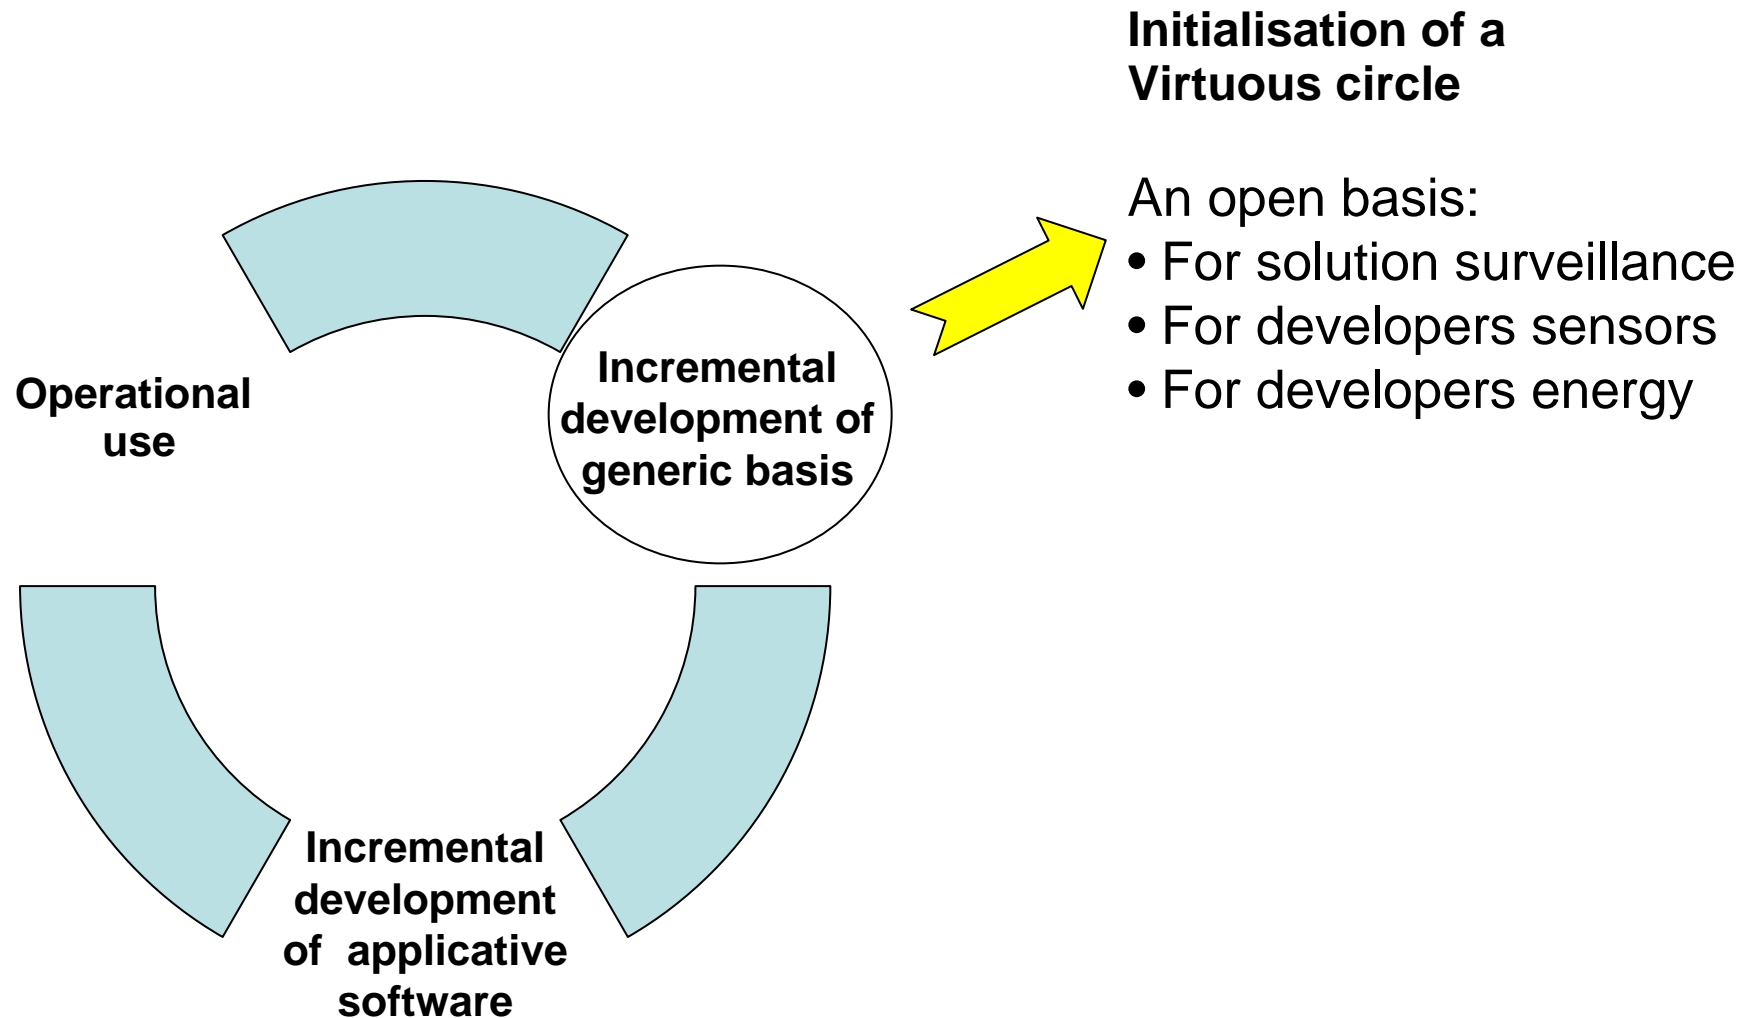 Initialisation of a
Virtuous circle
An open basis:
• For solution surveillance
• For developers sensors
• For developers energy
Incremental
development of
generic basis
Operational
use
Incremental
development
of  applicative
software